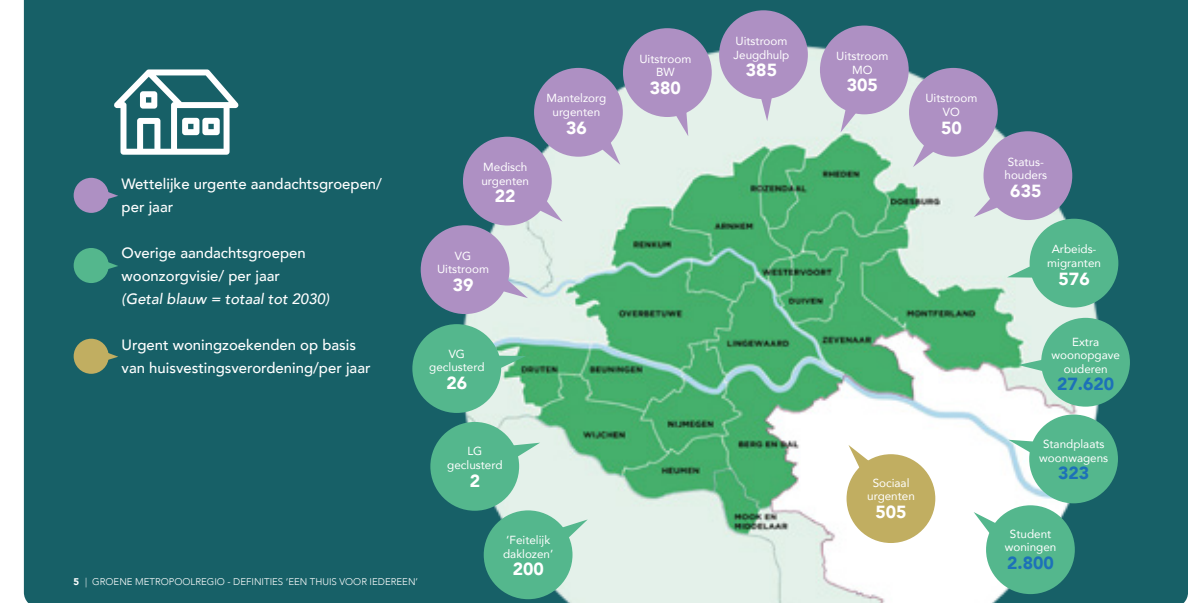 Wettelijke urgente aandachtsgroepen/
per jaar
Overige aandachtsgroepen
woonzorgvisie/ per jaar
(Getal blauw = totaal tot 2030)
Urgent woningzoekenden op basis
van huisvestingsverordening/per jaar
VG
Uitstroom
39
Medisch
urgenten
22
Mantelzorg
urgenten
36
Uitstroom
BW
380
Uitstroom
Jeugdhulp
385
Uitstroom
MO
305
Uitstroom
VO
50
Status-
houders
635
Arbeids-
migranten
576
Extra
woonopgave
ouderen
27.620
Standplaats
woonwagens
323
Student
woningen
2.800
Sociaal
urgenten
505
VG
geclusterd
26
LG
geclusterd
2
'Feitelijk
daklozen'
200
RHEDEN
ROZENDAAL
DOESBURG
ARNHEM
RENKUM
WESTERVOORT
DUIVEN
OVERBETUWE
MONTFERLAND
LINGEWAARD
ZEVENAAR
DRUTEN
BEUNINGEN
NIJMEGEN
WIJCHEN
BERG EN DAL
HEUMEN
MOOK EN
MIDDELAAR
5 | GROENE METROPOOLREGIO - DEFINITIES 'EEN THUIS VOOR IEDEREEN'